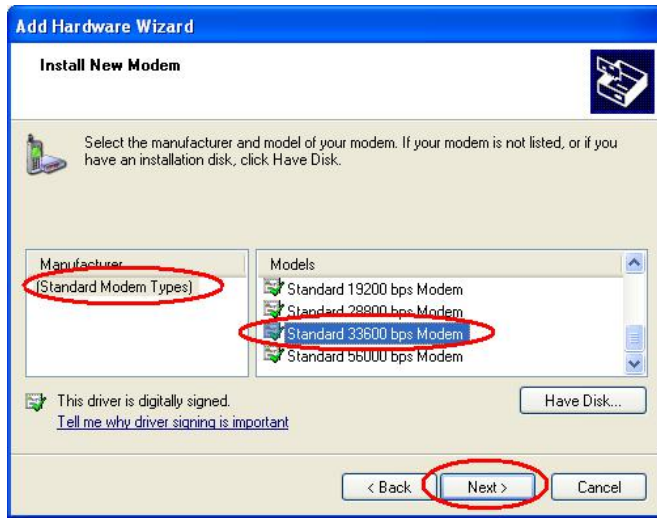 Add Hardware Wizard
Install New Modem
Select the manufacturer and model of your modem. If your modem is not listed, or if you
have an installation disk, click Have Disk.
Manufacturer
(Standard Modem Types)
Models
Standard 19200 bps Modem
Standard 28800 bps Modem
Standard 33600 bps Modem
Standard 56000 bps Modem
This driver is digitally signed.
Tell me why driver signing is important
Have Disk...
< Back
Next >
Cancel